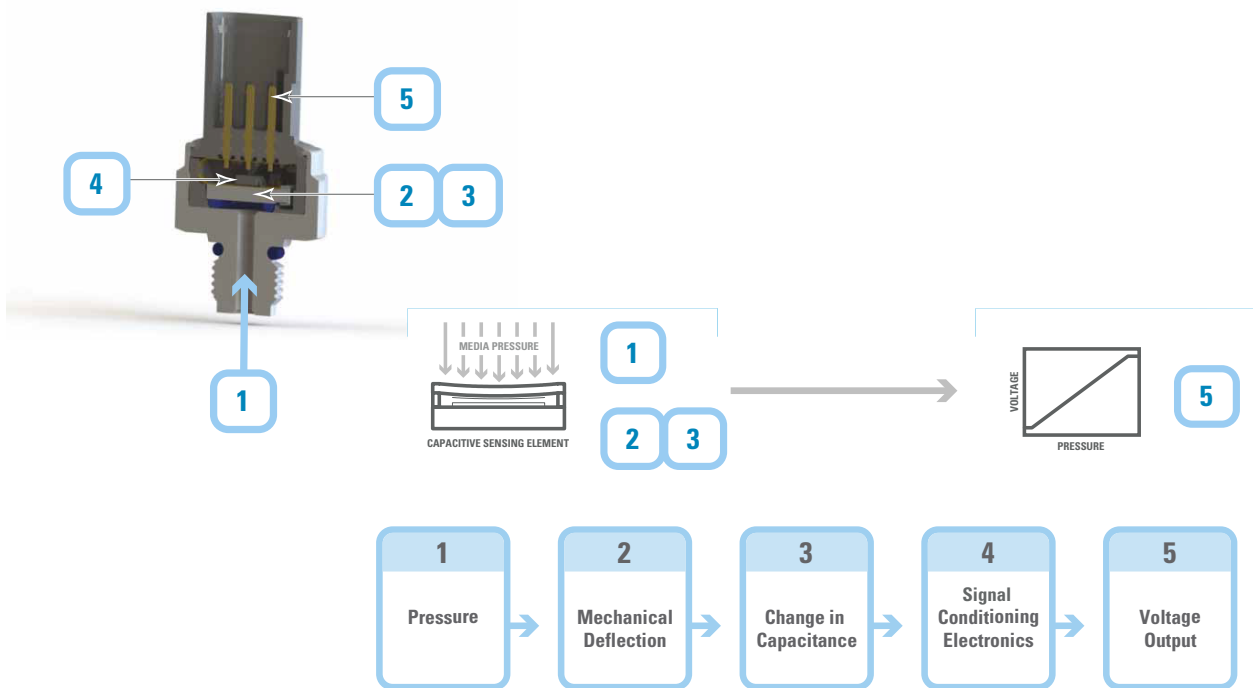 5
4
2 3
1
MEDIA PRESSURE
CAPACITIVE SENSING ELEMENT
1
2 3
VOLTAGE
PRESSURE
5
1
Pressure
2
Mechanical
Deflection
3
Change in
Capacitance
4
Signal
Conditioning
Electronics
5
Voltage
Output